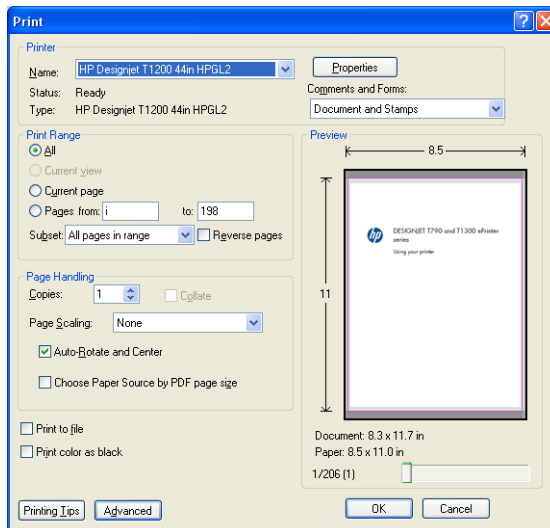 Print
Printer
Name: HP Designjet T1200 44in HPGL2
Properties
Status: Ready
Type: HP Designjet T1200 44in HPGL2
Comments and Forms:
Document and Stamps
Print Range
All
Current view
Current page
Pages from: i to: 198
Subset: All pages in range Reverse pages
Page Handling
Copies: 1 Collate
Page Scaling: None
Auto-Rotate and Center
Choose Paper Source by PDF page size
Print to file
Print color as black
Preview
8.5
11
hp
DESIGNJET T790 and T1300 ePrinter
series
Using your printer
Document: 8.3 x 11.7 in
Paper: 8.5 x 11.0 in
1/206 (1)
Printing Tips Advanced OK Cancel